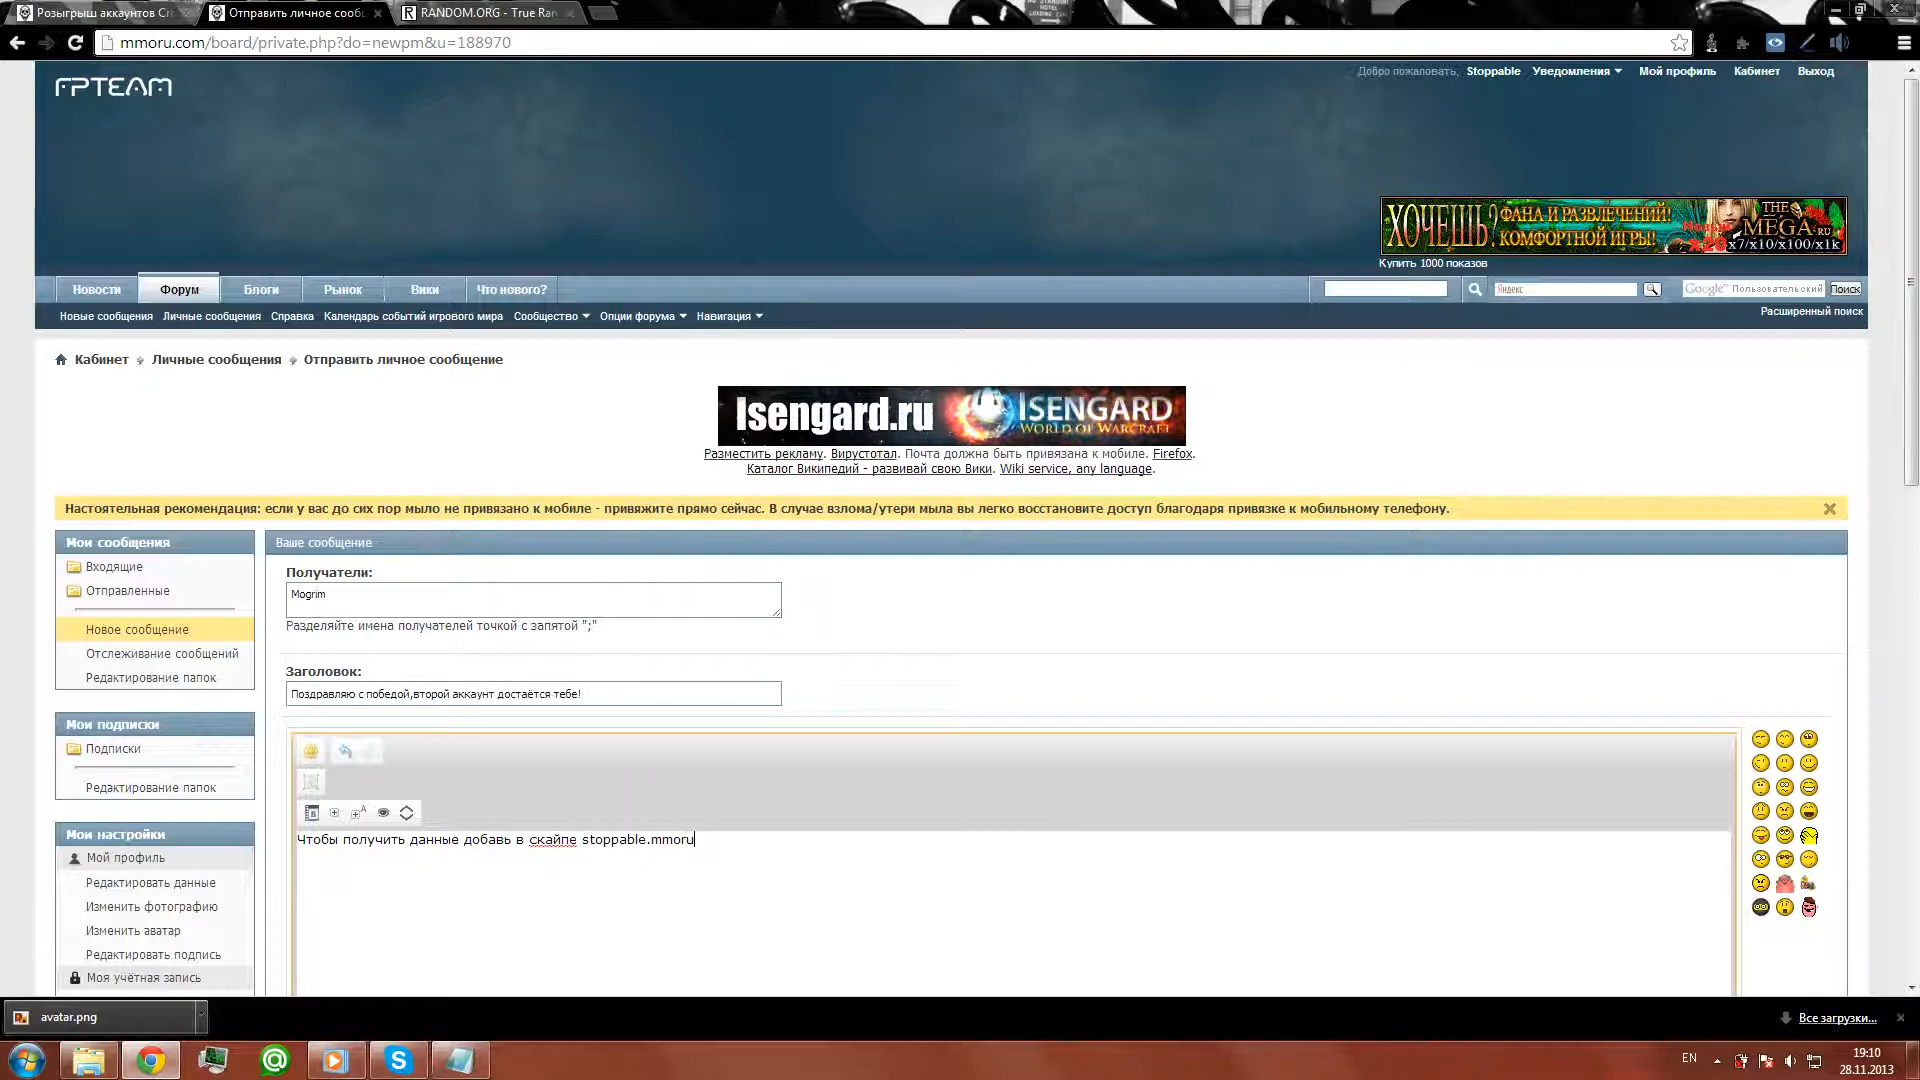 Розыгрыш аккаунтов Cr
Отправить личное сообщ
RANDOM.ORG - True Ran
mmoru.com/board/private.php?do=newpm&u=188970
FPTEAM
Добро пожаловать, Stoppable Уведомления Мой профиль Кабинет Выход
ХОЧЕШЬ? ФАНА И РАЗВЛЕЧЕНИЙ!
КОМФОРТНОЙ ИГРЫ!
x20 x7/x10/x100/x1k
THE MEGA.RU
Купить 1000 показов
Новости Форум Блоги Рынок Вики Что нового?
Яндекс
Google™ Пользовательский Поиск
Новые сообщения Личные сообщения Справка Календарь событий игрового мира Сообщество Опции форума Навигация
Расширенный поиск
Кабинет Личные сообщения Отправить личное сообщение
Isengard.ru ISENGARD
WORLD OF WARCRAFT
Разместить рекламу. Вирустотал. Почта должна быть привязана к мобиле. Firefox.
Каталог Википедий - развивай свою Вики. Wiki service, any language.
Настоятельная рекомендация: если у вас до сих пор мыло не привязано к мобиле - привяжите прямо сейчас. В случае взлома/утери мыла вы легко восстановите доступ благодаря привязке к мобильному телефону.
Мои сообщения
Входящие
Отправленные
Новое сообщение
Отслеживание сообщений
Редактирование папок
Мои подписки
Подписки
Редактирование папок
Мои настройки
Мой профиль
Редактировать данные
Изменить фотографию
Изменить аватар
Редактировать подпись
Моя учётная запись
Ваше сообщение
Получатели:
Mogrim
Разделяйте имена получателей точкой с запятой ";"
Заголовок:
Поздравляю с победой,второй аккаунт достаётся тебе!
Чтобы получить данные добавь в скайпе stoppable.mmoru
avatar.png
Все загрузки...
EN
19:10
28.11.2013